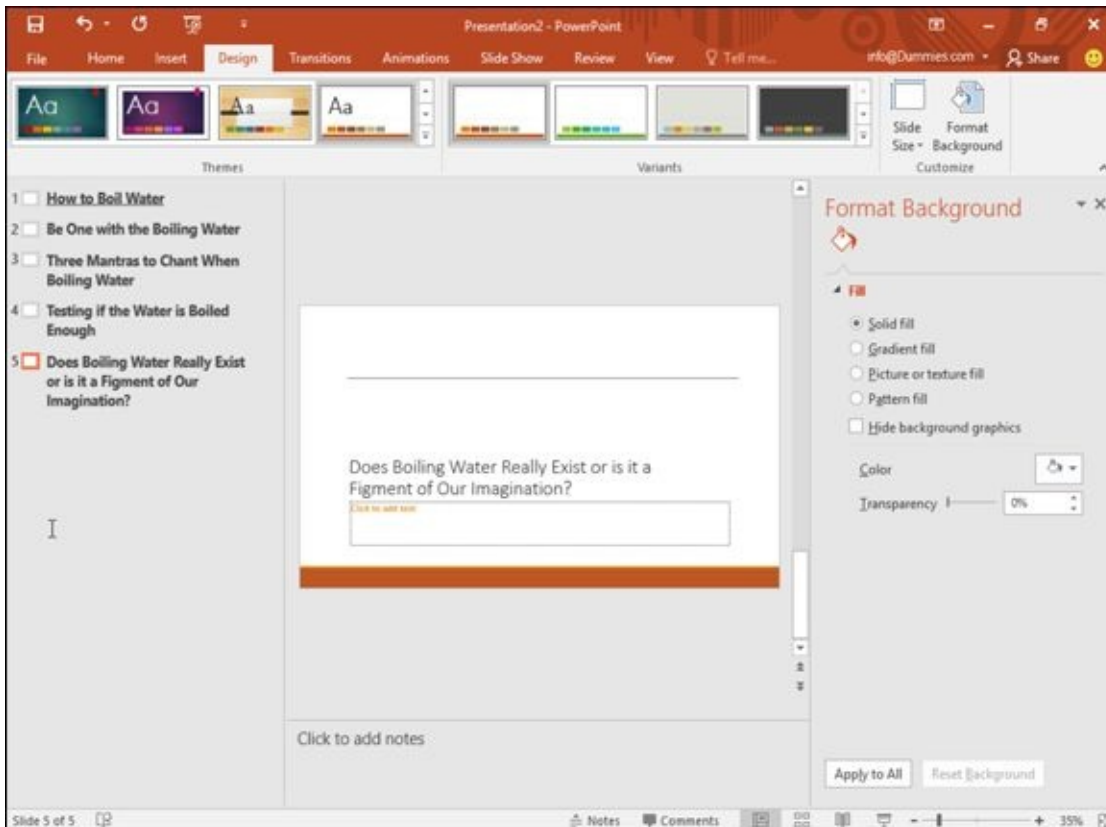 Presentation2 - PowerPoint
File Home Insert Design Transitions Animations Slide Show Review View Tell me... info@Dummies.com Share
Aa Aa Aa Aa
Slide Size Format Background
Themes Variants Customize
1 How to Boil Water
2 Be One with the Boiling Water
3 Three Mantras to Chant When
Boiling Water
4 Testing if the Water is Boiled
Enough
5 Does Boiling Water Really Exist
or is it a Figment of Our
Imagination?
Does Boiling Water Really Exist or is it a
Figment of Our Imagination?
Click to add text
Click to add notes
Format Background
Fill
Solid fill
Gradient fill
Picture or texture fill
Pattern fill
Hide background graphics
Color
Transparency 0%
Apply to All Reset Background
Slide 5 of 5 Notes Comments 35%